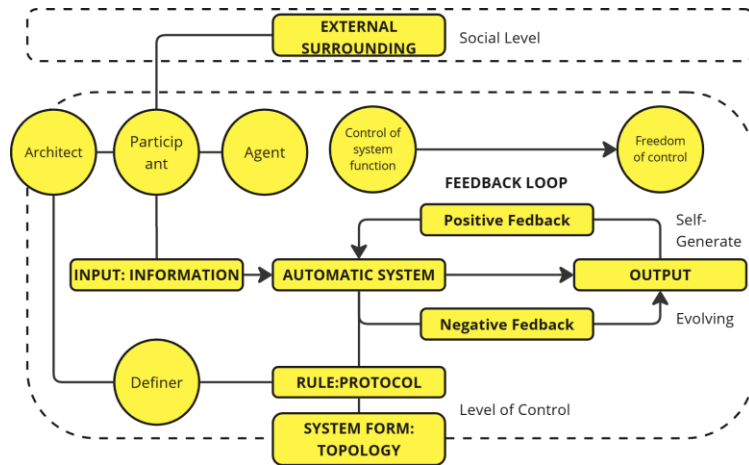 EXTERNAL
SURROUNDING
Social Level
Architect
Particip
ant
Agent
Control of
system
function
Freedom
of control
FEEDBACK LOOP
Positive Fedback
Self-
Generate
INPUT: INFORMATION
AUTOMATIC SYSTEM
OUTPUT
Negative Fedback
Evolving
Definer
RULE:PROTOCOL
Level of Control
SYSTEM FORM:
TOPOLOGY